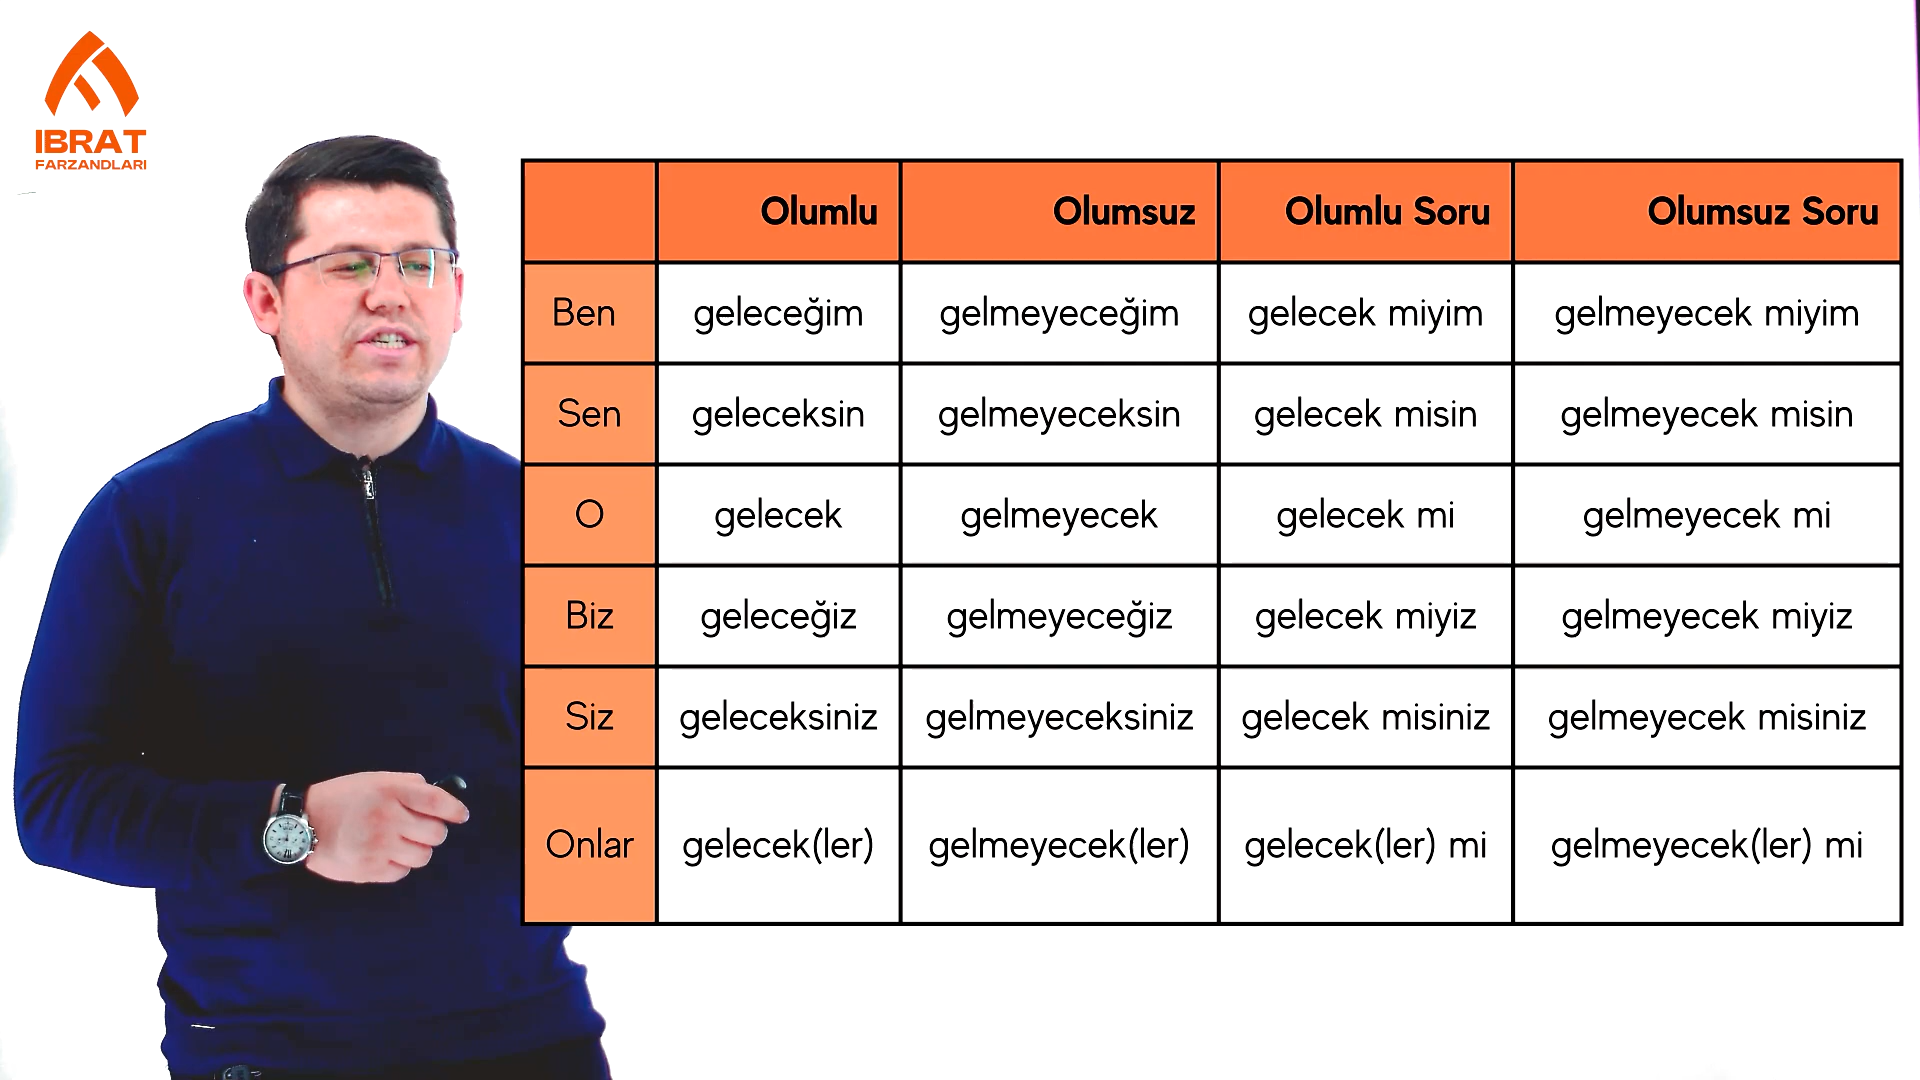 IBRAT
FARZANDLARI
Olumlu Olumsuz Olumlu Soru Olumsuz Soru
Ben geleceğim gelmeyeceğim gelecek miyim gelmeyecek miyim
Sen geleceksin gelmeyeceksin gelecek misin gelmeyecek misin
O gelecek gelmeyecek gelecek mi gelmeyecek mi
Biz geleceğiz gelmeyeceğiz gelecek miyiz gelmeyecek miyiz
Siz geleceksiniz gelmeyeceksiniz gelecek misiniz gelmeyecek misiniz
Onlar gelecek(ler) gelmeyecek(ler) gelecek(ler) mi gelmeyecek(ler) mi